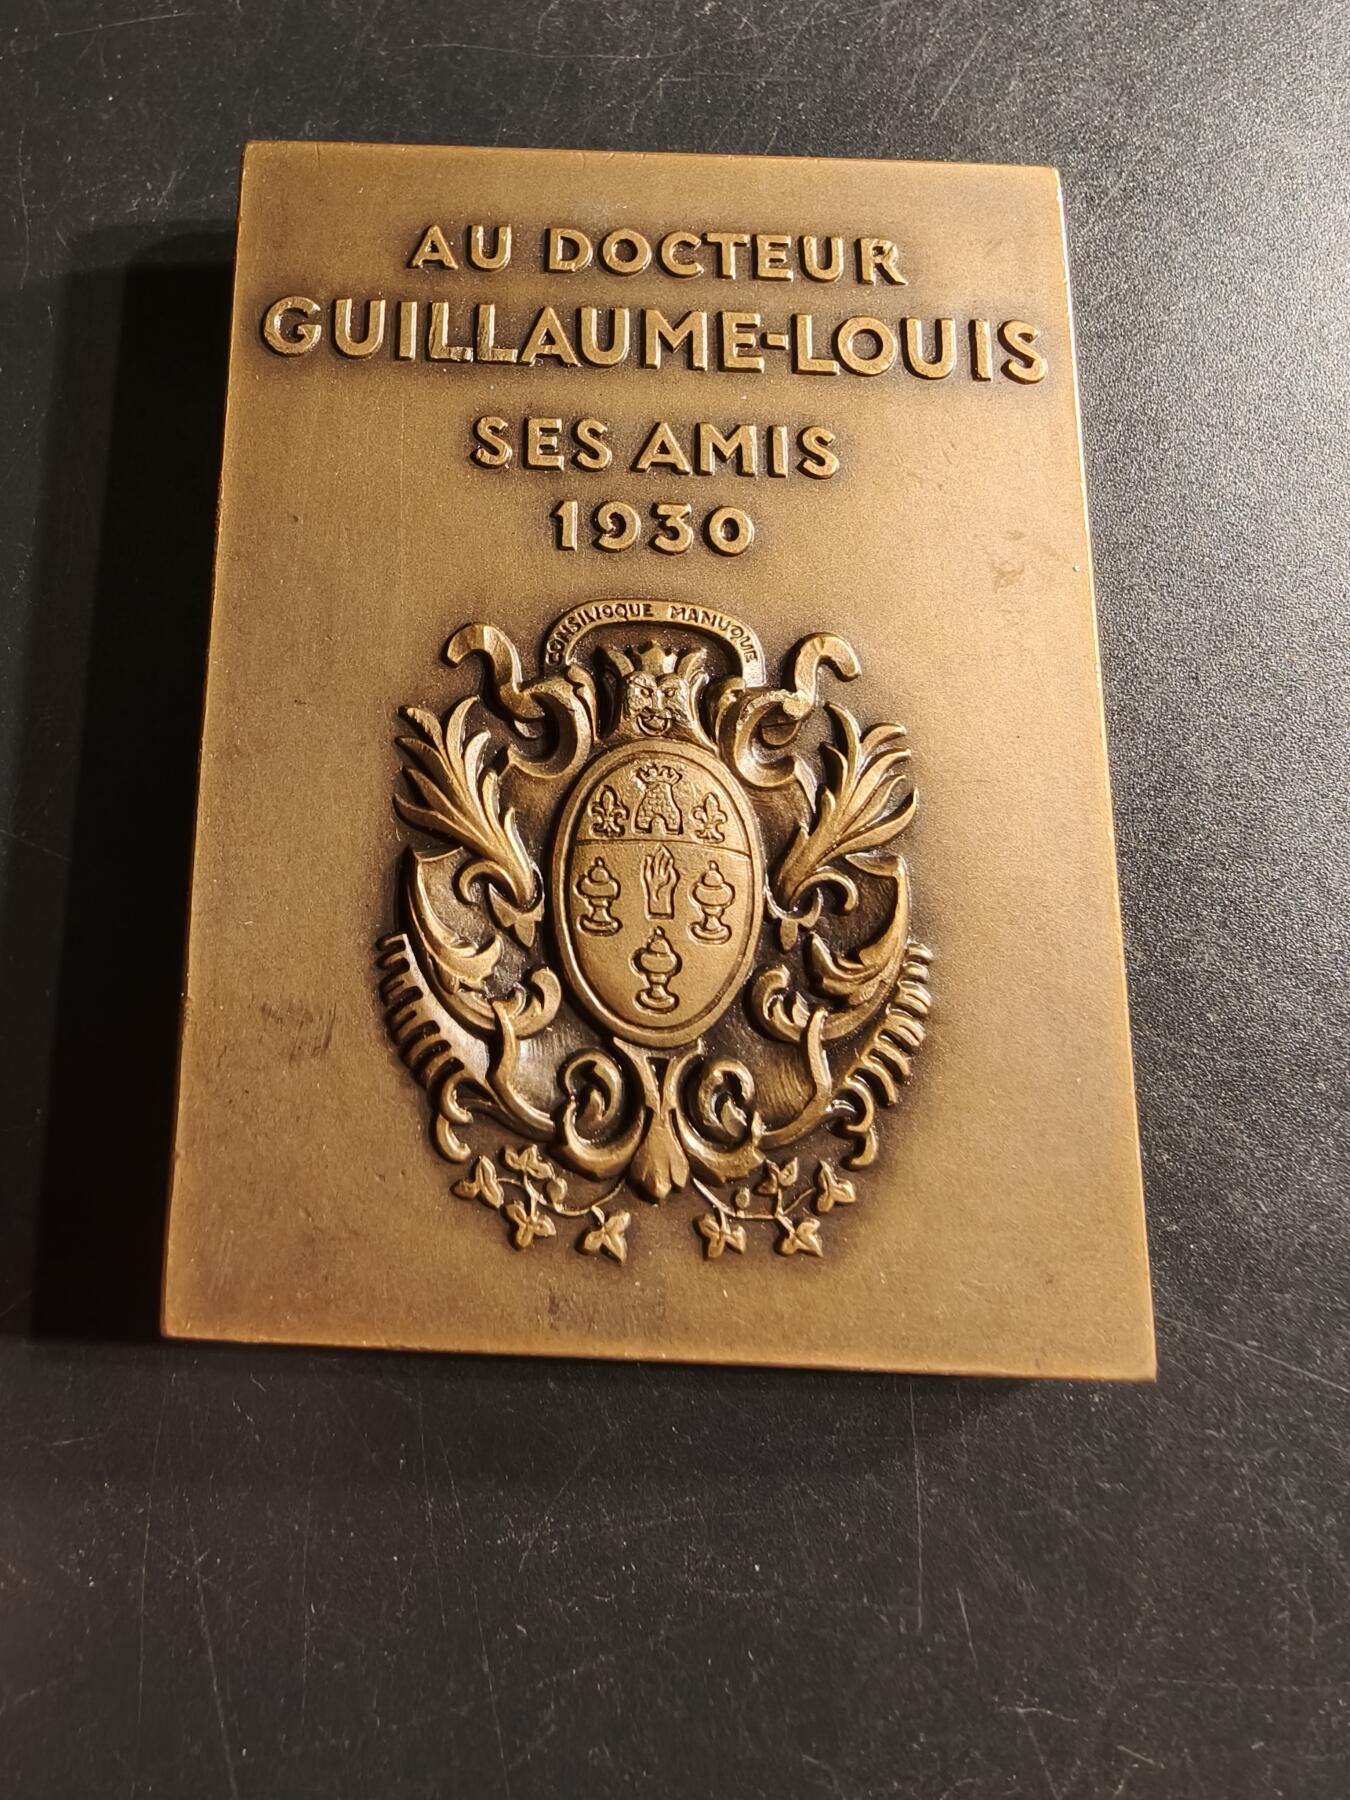 AU DOCTEUR
GUILLAUME-LOUIS
SES AMIS
1930
CONSILIOQUE MANUQUE